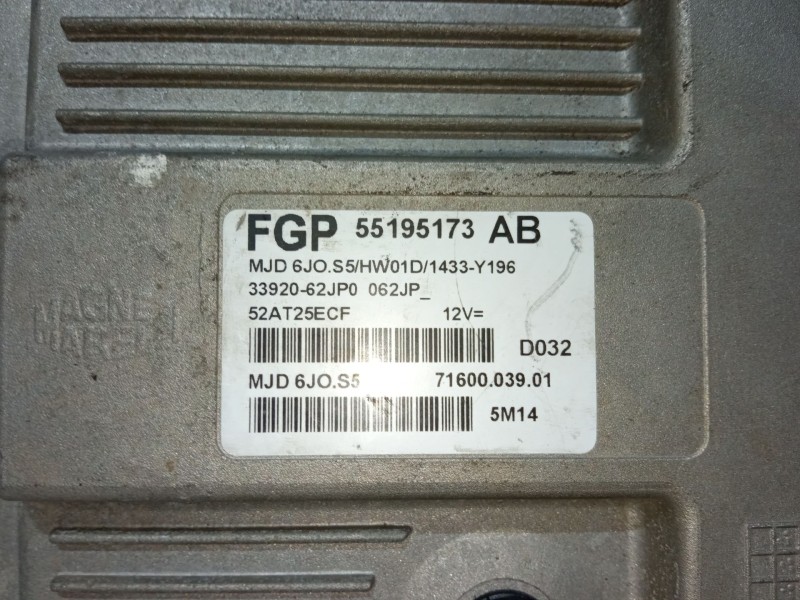 FGP 55195173 AB
MJD 6JO.S5/HW01D/1433-Y196
33920-62JP0 062JP_
52AT25ECF 12V=
D032
MJD 6JO.S5 71600.039.01
5M14
MAGNETI
MARELLI